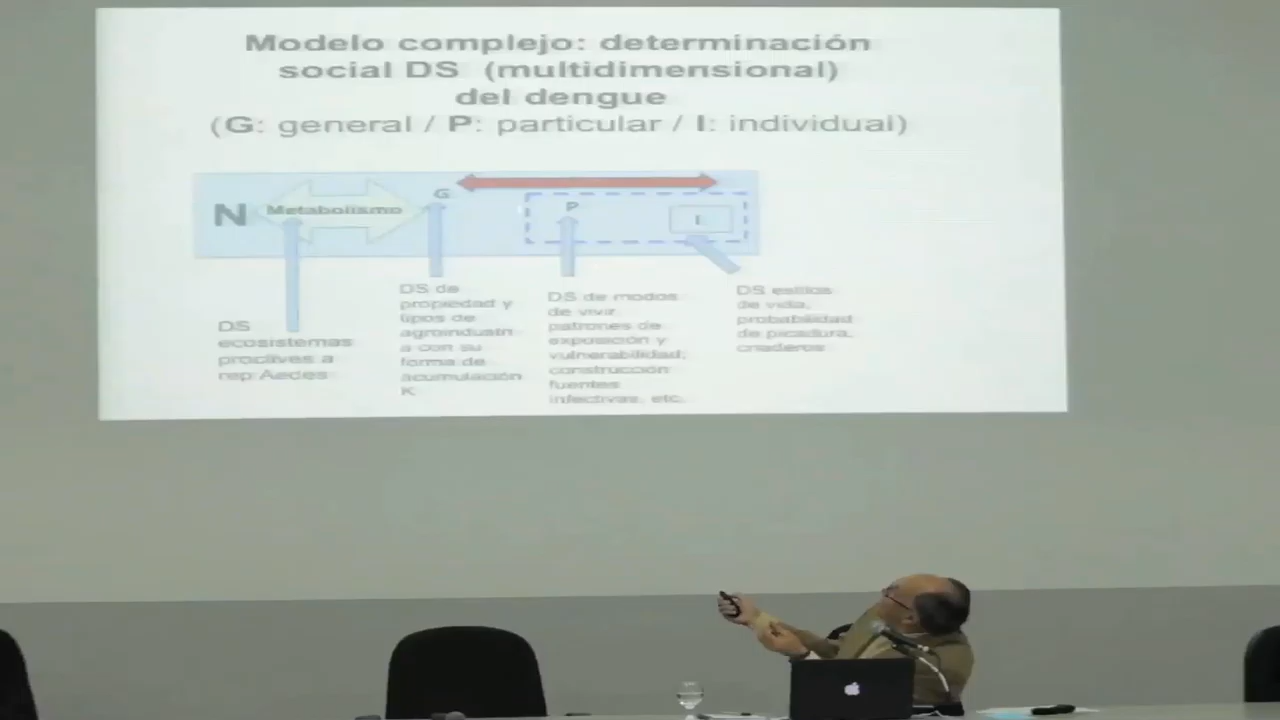 Modelo complejo: determinación
social DS (multidimensional)
del dengue
(G: general / P: particular / I: individual)
N
Metabolismo
G
P
I
DS
ecosistemas
proclives a
rep Aedes
DS de
propiedad y
tipos de
agroindustri
a con su
forma de
acumulación
K
DS de modos
de vivir,
patrones de
exposición y
vulnerabilidad;
construcción
fuentes
infectivas, etc.
DS estilos
de vida,
probabilidad
de picadura,
criaderos